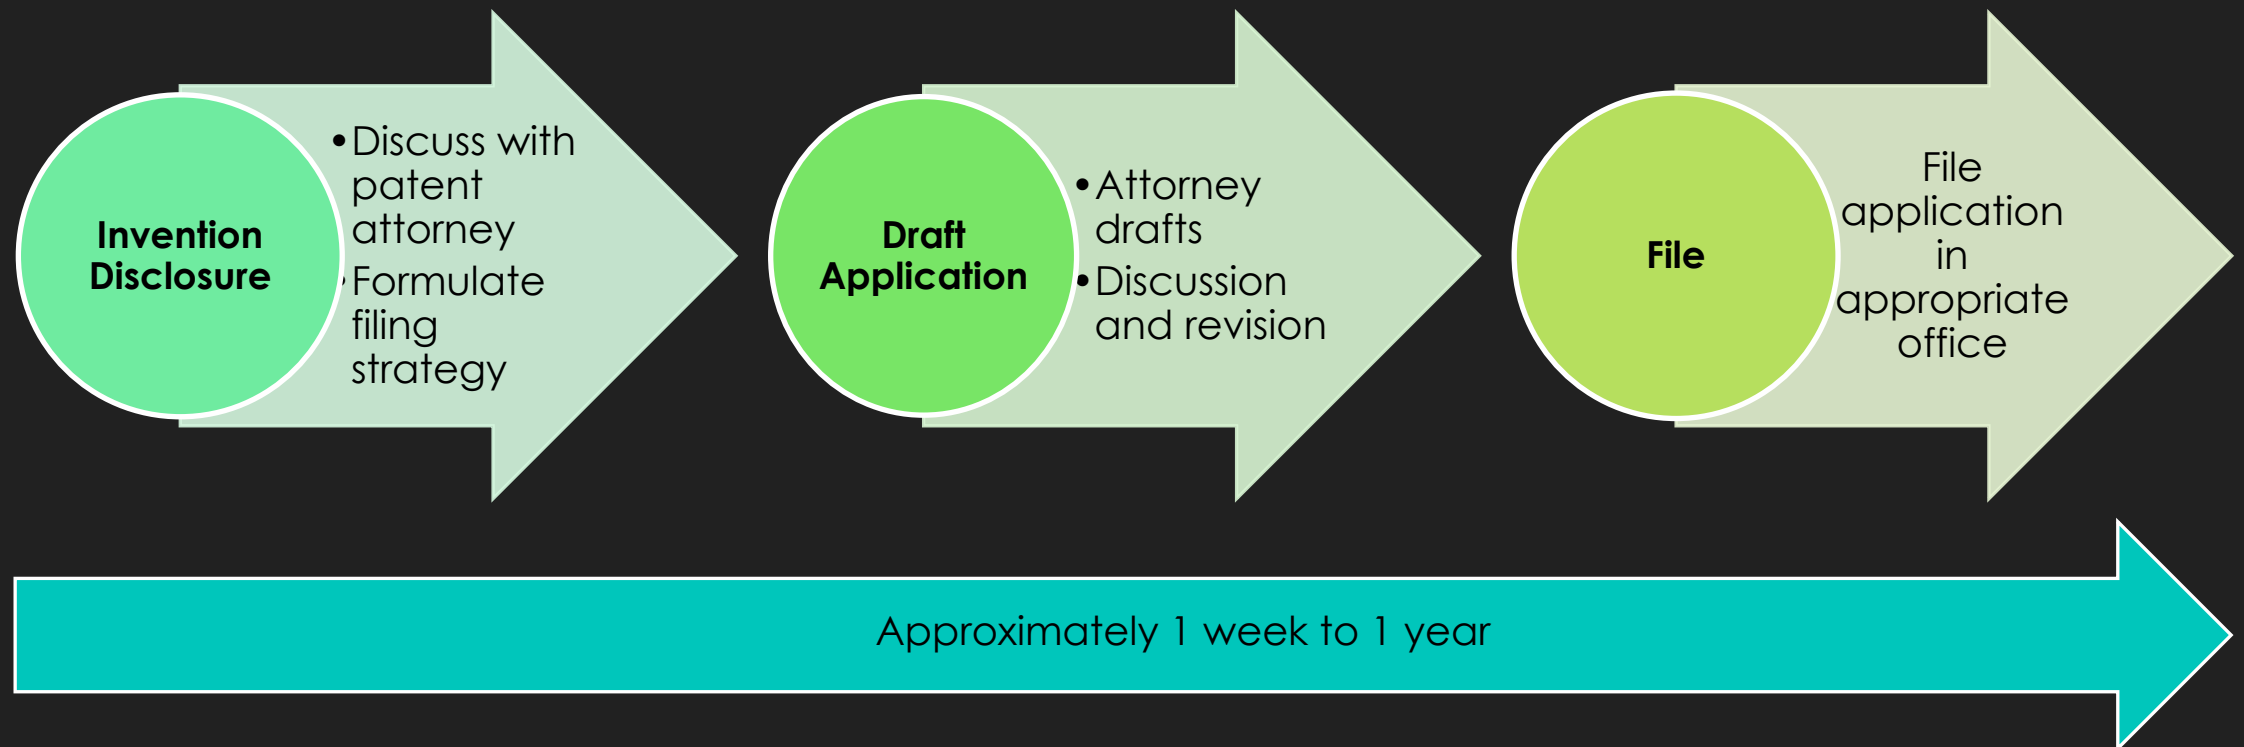 Invention
Disclosure
•Discuss with
patent
attorney
•Formulate
filing
strategy
Draft
Application
•Attorney
drafts
•Discussion
and revision
File
File
application
in
appropriate
office
Approximately 1 week to 1 year